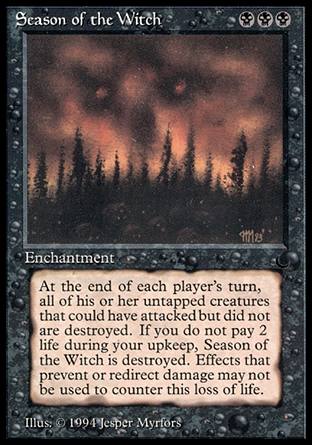 Season of the Witch
Enchantment
At the end of each player's turn,
all of his or her untapped creatures
that could have attacked but did not
are destroyed. If you do not pay 2
life during your upkeep, Season of
the Witch is destroyed. Effects that
prevent or redirect damage may not
be used to counter this loss of life.
Illus. © 1994 Jesper Myrfors